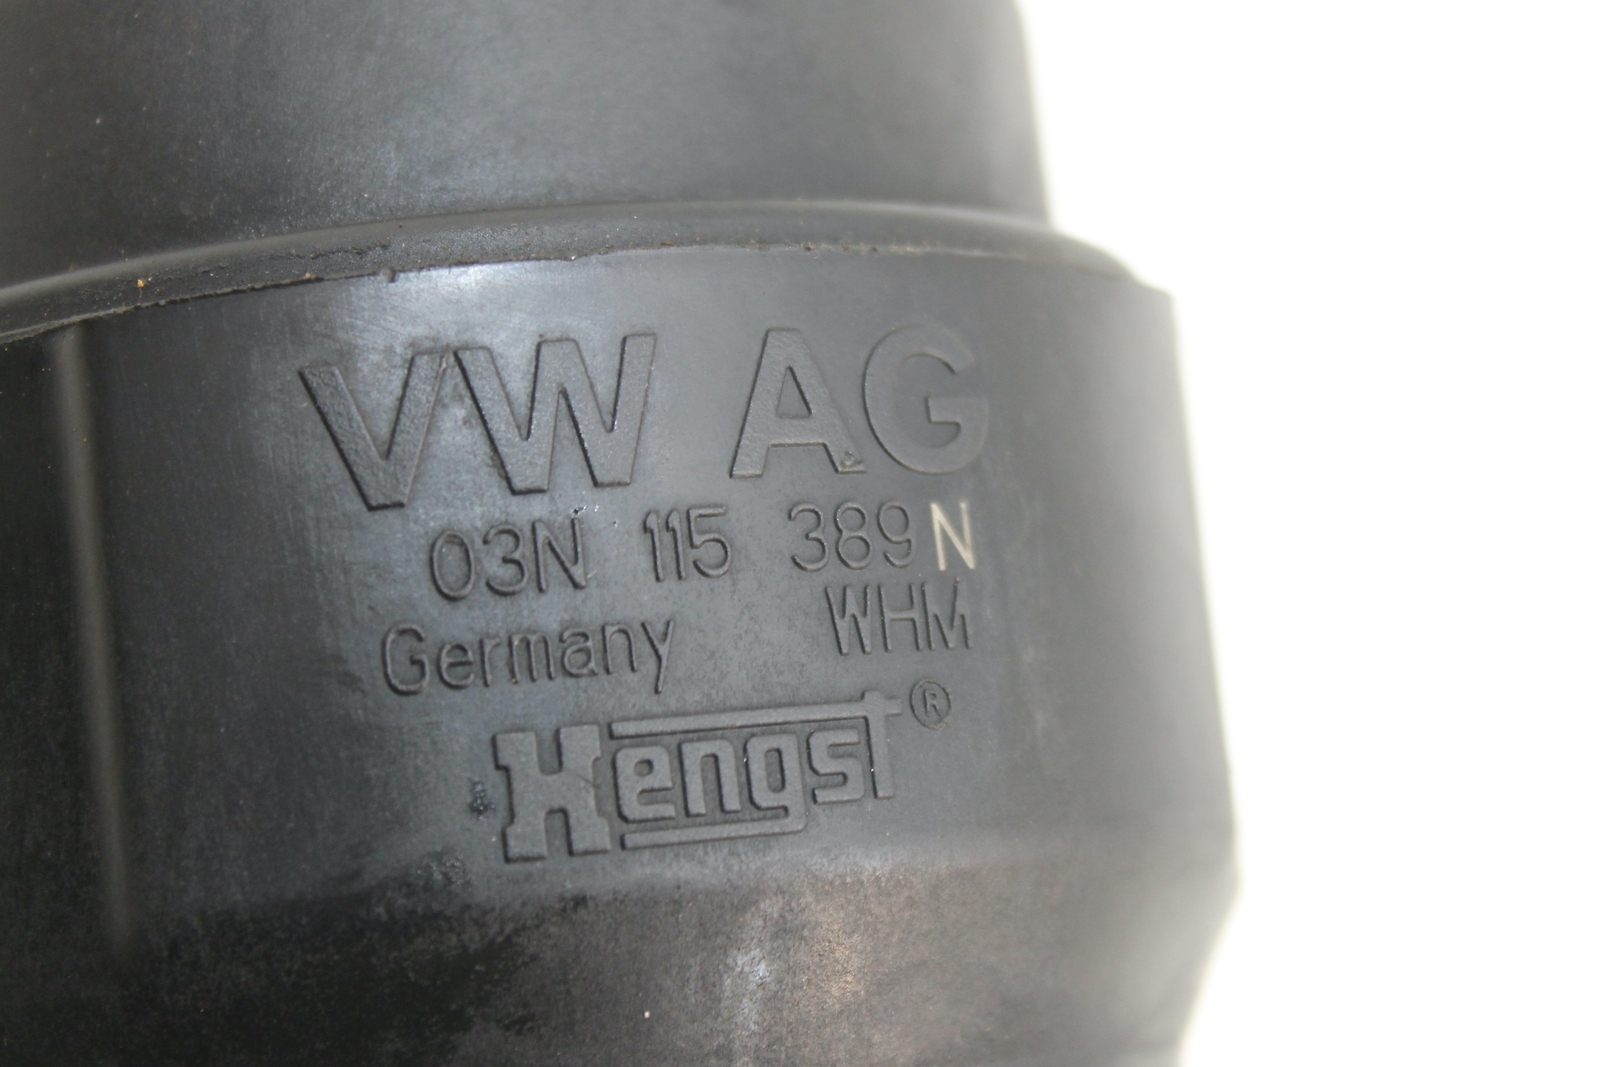 VW AG
03N 115 389 N
Germany WHM
Hengst ®